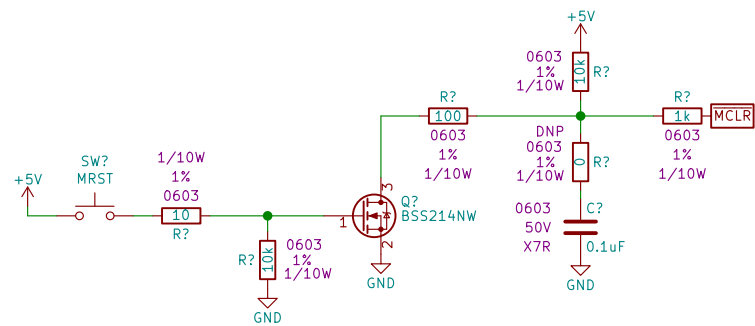 +5V
0603
1%
1/10W
10k
R?
R?
100
0603
1%
1/10W
R?
1k
MCLR
0603
1%
1/10W
DNP
0603
1%
1/10W
0
R?
1/10W
1%
0603
SW?
MRST
+5V
10
R?
3
Q?
BSS214NW
1
2
GND
R?
10k
0603
1%
1/10W
GND
0603
50V
X7R
C?
0.1uF
GND